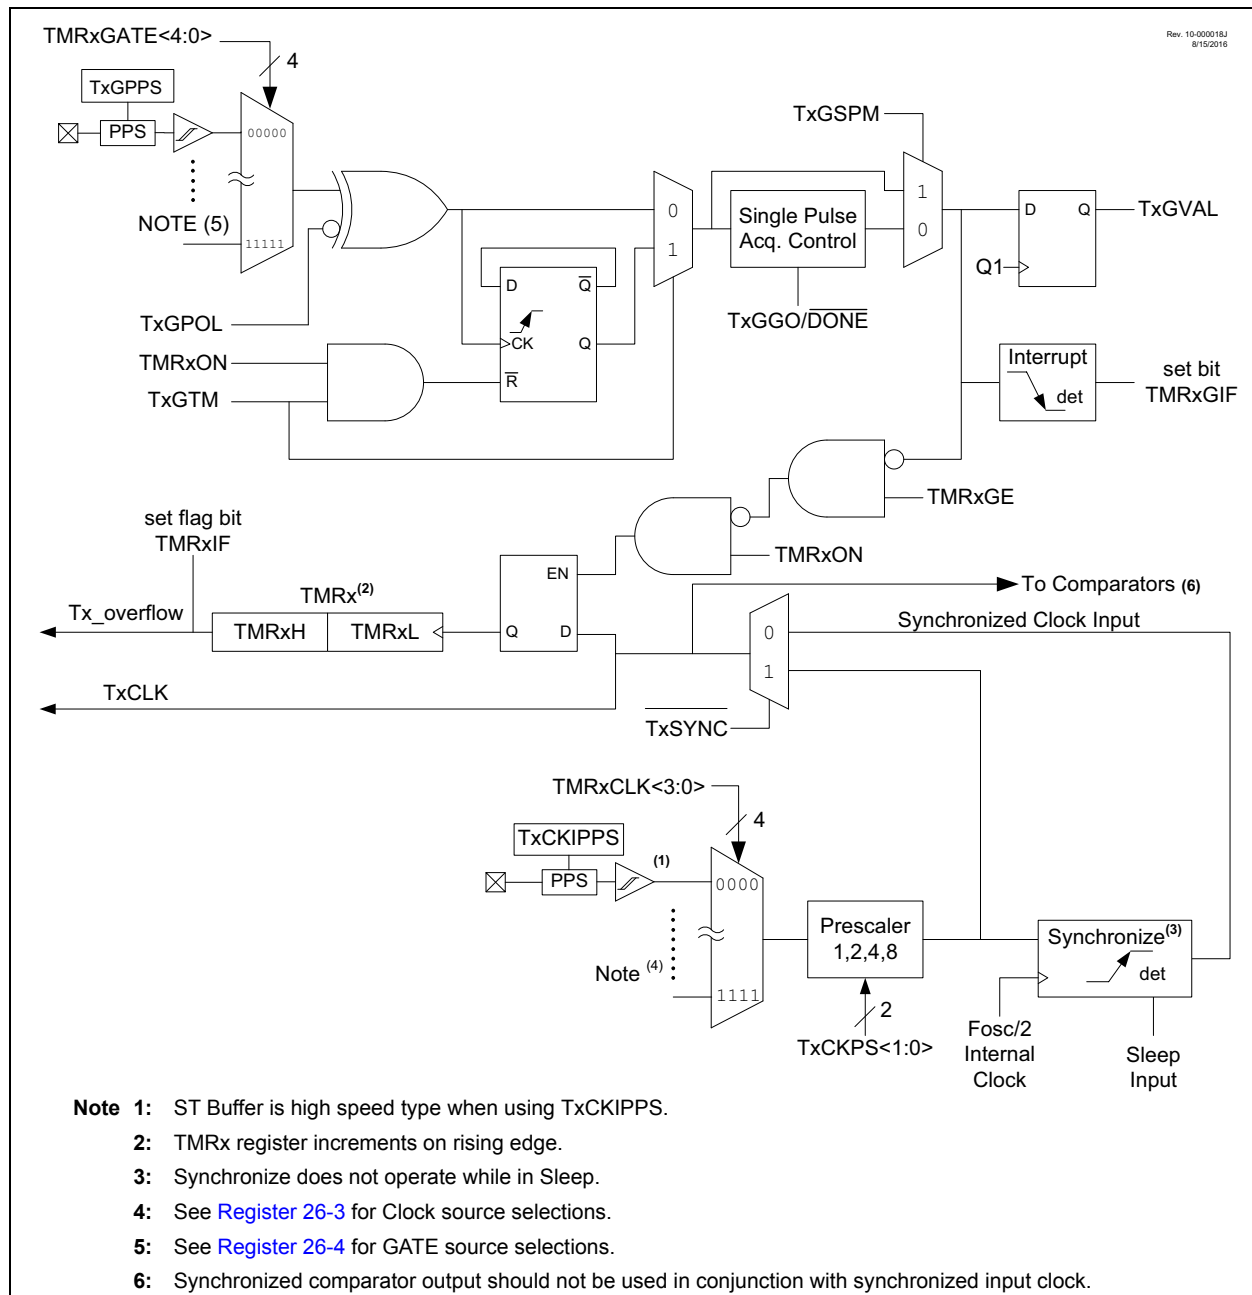 Rev. 10-000018J
8/15/2016
TMRxGATE<4:0>
4
TxGPPS
PPS
00000
NOTE (5)
11111
TxGPOL
TMRxON
TxGTM
D
Q
CK
Q
R
0
1
Single Pulse
Acq. Control
TxGGO/DONE
TxGSPM
1
0
D
Q
Q1
TxGVAL
Interrupt
det
set bit
TMRxGIF
TMRxGE
TMRxON
set flag bit
TMRxIF
Tx_overflow
TMRx(2)
TMRxH
TMRxL
EN
Q
D
TxCLK
To Comparators (6)
Synchronized Clock Input
0
1
TxSYNC
TMRxCLK<3:0>
4
TxCKIPPS
PPS
(1)
0000
Note (4)
1111
Prescaler
1,2,4,8
2
TxCKPS<1:0>
Synchronize(3)
det
Fosc/2
Internal
Clock
Sleep
Input
Note 1: ST Buffer is high speed type when using TxCKIPPS.
2: TMRx register increments on rising edge.
3: Synchronize does not operate while in Sleep.
4: See Register 26-3 for Clock source selections.
5: See Register 26-4 for GATE source selections.
6: Synchronized comparator output should not be used in conjunction with synchronized input clock.